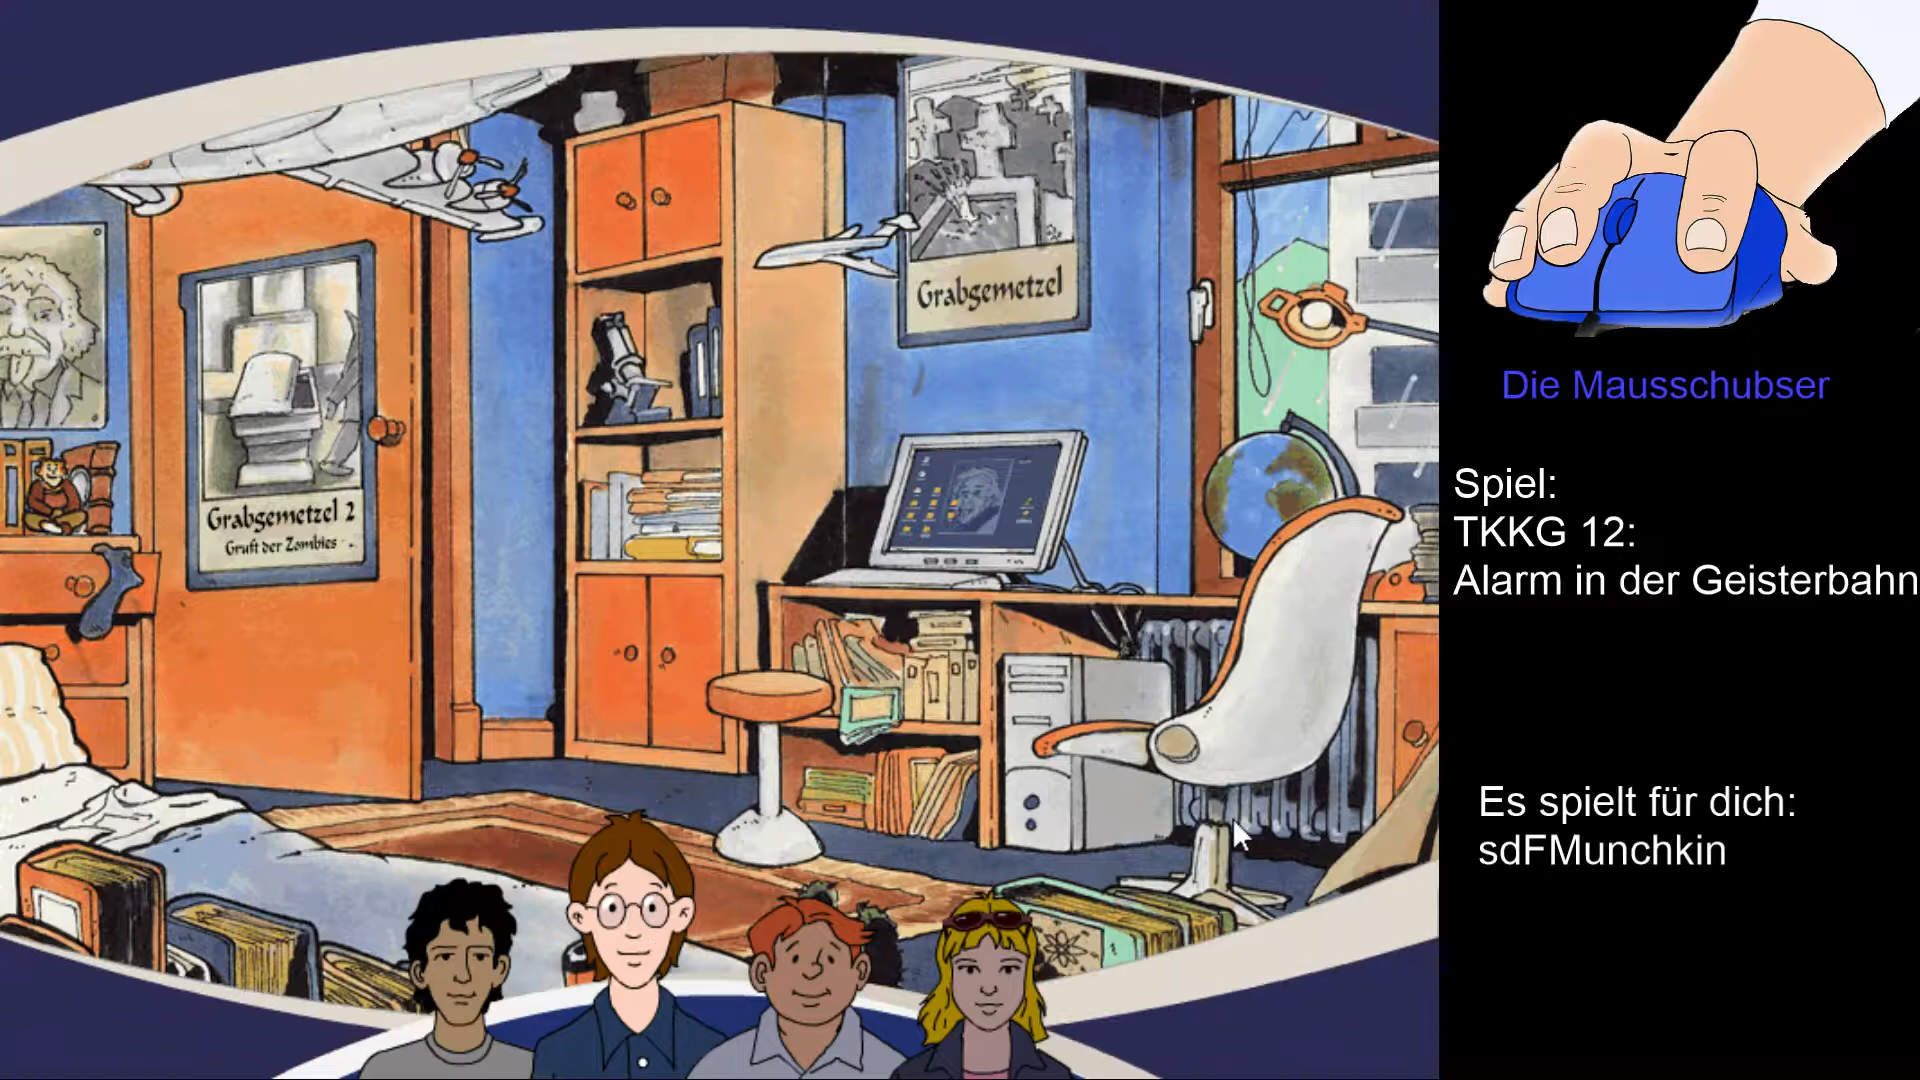 Grabgemetzel
Grabgemetzel 2
Gruft der Zombies
Die Mausschubser
Spiel:
TKKG 12:
Alarm in der Geisterbahn
Es spielt für dich:
sdFMunchkin